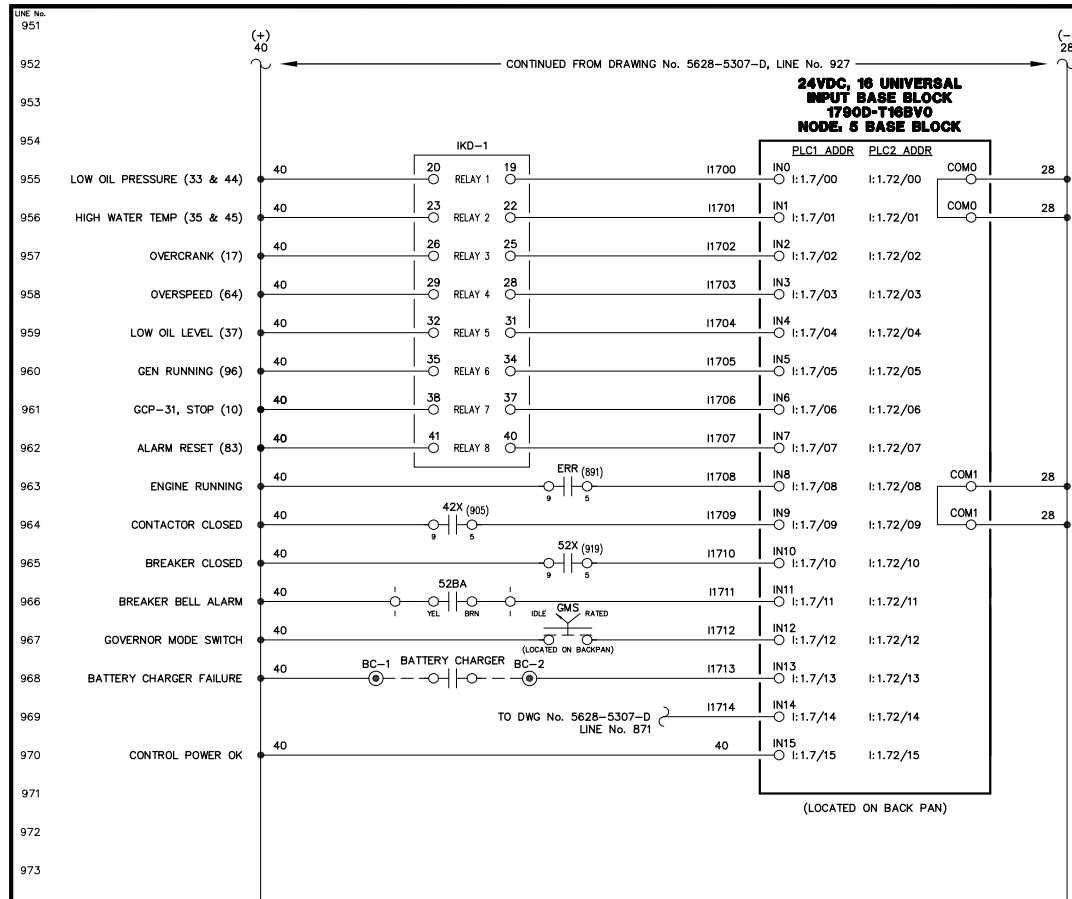 LINE No.
951
(+) (-
40 28
952 CONTINUED FROM DRAWING No. 5628-5307-D, LINE No. 927
24VDC, 16 UNIVERSAL
953 INPUT BASE BLOCK
1790D-T16BV0
NODE: 5 BASE BLOCK
954 IKD-1 PLC1 ADDR PLC2 ADDR
955 LOW OIL PRESSURE (33 & 44) 40 20 RELAY 1 19 I1700 IN0 I:1.7/00 I:1.72/00 COM0 28
956 HIGH WATER TEMP (35 & 45) 40 23 RELAY 2 22 I1701 IN1 I:1.7/01 I:1.72/01 COM0 28
957 OVERCRANK (17) 40 26 RELAY 3 25 I1702 IN2 I:1.7/02 I:1.72/02
958 OVERSPEED (64) 40 29 RELAY 4 28 I1703 IN3 I:1.7/03 I:1.72/03
959 LOW OIL LEVEL (37) 40 32 RELAY 5 31 I1704 IN4 I:1.7/04 I:1.72/04
960 GEN RUNNING (96) 40 35 RELAY 6 34 I1705 IN5 I:1.7/05 I:1.72/05
961 GCP-31, STOP (10) 40 38 RELAY 7 37 I1706 IN6 I:1.7/06 I:1.72/06
962 ALARM RESET (83) 40 41 RELAY 8 40 I1707 IN7 I:1.7/07 I:1.72/07
963 ENGINE RUNNING 40 ERR (891) 9 5 I1708 IN8 I:1.7/08 I:1.72/08 COM1 28
964 CONTACTOR CLOSED 40 42X (905) 9 5 I1709 IN9 I:1.7/09 I:1.72/09 COM1 28
965 BREAKER CLOSED 40 52X (919) 9 5 I1710 IN10 I:1.7/10 I:1.72/10
966 BREAKER BELL ALARM 40 52BA YEL BRN I1711 IN11 I:1.7/11 I:1.72/11
967 GOVERNOR MODE SWITCH 40 IDLE GMS RATED I1712 IN12 I:1.7/12 I:1.72/12
(LOCATED ON BACKPAN)
968 BATTERY CHARGER FAILURE 40 BC-1 BATTERY CHARGER BC-2 I1713 IN13 I:1.7/13 I:1.72/13
969 TO DWG No. 5628-5307-D I1714 IN14 I:1.7/14 I:1.72/14
LINE No. 871
970 CONTROL POWER OK 40 40 IN15 I:1.7/15 I:1.72/15
971
(LOCATED ON BACK PAN)
972
973